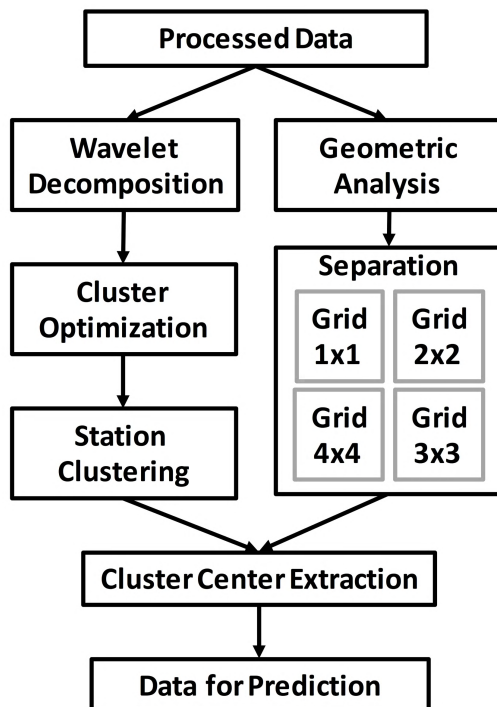 Processed Data
Wavelet
Decomposition
Geometric
Analysis
Cluster
Optimization
Separation
Grid
1x1
Grid
2x2
Grid
4x4
Grid
3x3
Station
Clustering
Cluster Center Extraction
Data for Prediction